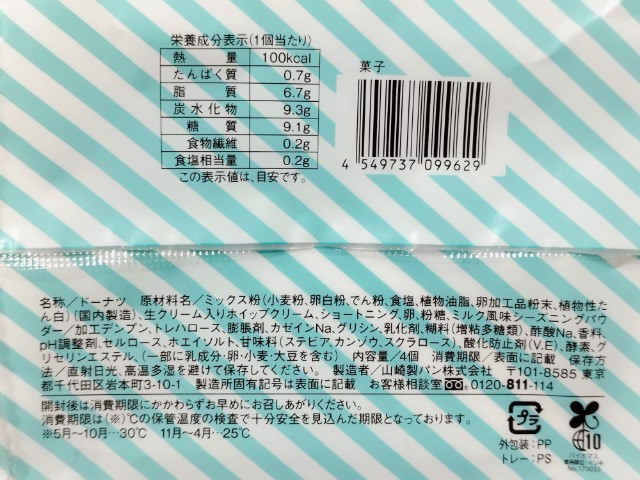 栄養成分表示(1個当たり)
熱量 100kcal
たんぱく質 0.7g
脂質 6.7g
炭水化物 9.3g
糖質 9.1g
食物繊維 0.2g
食塩相当量 0.2g
この表示値は、目安です。
菓子
4 549737 099629
名称／ドーナツ 原材料名／ミックス粉(小麦粉、卵白粉、でん粉、食塩、植物油脂、卵加工品粉末、植物性た
ん白)(国内製造)、生クリーム入りホイップクリーム、ショートニング、卵、粉糖、ミルク風味シーズニングパウ
ダー／加工デンプン、トレハロース、膨脹剤、カゼインNa、グリシン、乳化剤、糊料(増粘多糖類)、酢酸Na、香料、
pH調整剤、セルロース、ホエイソルト、甘味料(ステビア、カンゾウ、スクラロース)、酸化防止剤(V.E)、酵素、グ
リセリンエステル、(一部に乳成分・卵・小麦・大豆を含む) 内容量／4個 消費期限／表面に記載 保存方
法／直射日光、高温多湿を避けて保存してください。 製造者／山崎製パン株式会社 〒101-8585 東京
都千代田区岩本町3-10-1 製造所固有記号は表面に記載 お客様相談室 0120-811-114
開封後は消費期限にかかわらずお早めにお召しあがりください。
消費期限は(※)℃の保管温度の検査で十分安全を見込んだ期限となっております。
※5月～10月…30℃ 11月～4月…25℃
プラ
外包装：PP
トレー：PS
10
バイオマス
No.170033